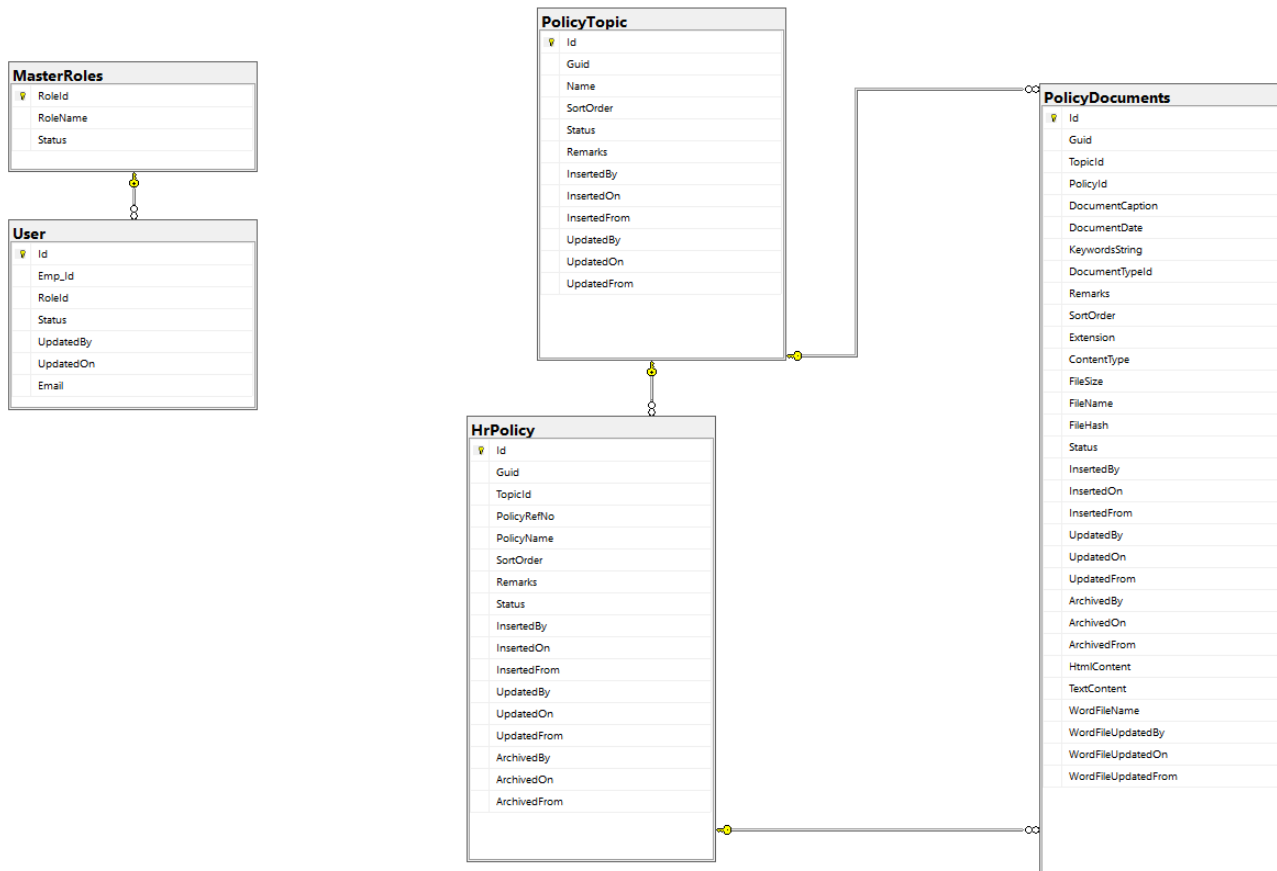 MasterRoles
RoleId
RoleName
Status
User
Id
Emp_Id
RoleId
Status
UpdatedBy
UpdatedOn
Email
PolicyTopic
Id
Guid
Name
SortOrder
Status
Remarks
InsertedBy
InsertedOn
InsertedFrom
UpdatedBy
UpdatedOn
UpdatedFrom
HrPolicy
Id
Guid
TopicId
PolicyRefNo
PolicyName
SortOrder
Remarks
Status
InsertedBy
InsertedOn
InsertedFrom
UpdatedBy
UpdatedOn
UpdatedFrom
ArchivedBy
ArchivedOn
ArchivedFrom
PolicyDocuments
Id
Guid
TopicId
PolicyId
DocumentCaption
DocumentDate
KeywordsString
DocumentTypeId
Remarks
SortOrder
Extension
ContentType
FileSize
FileName
FileHash
Status
InsertedBy
InsertedOn
InsertedFrom
UpdatedBy
UpdatedOn
UpdatedFrom
ArchivedBy
ArchivedOn
ArchivedFrom
HtmlContent
TextContent
WordFileName
WordFileUpdatedBy
WordFileUpdatedOn
WordFileUpdatedFrom